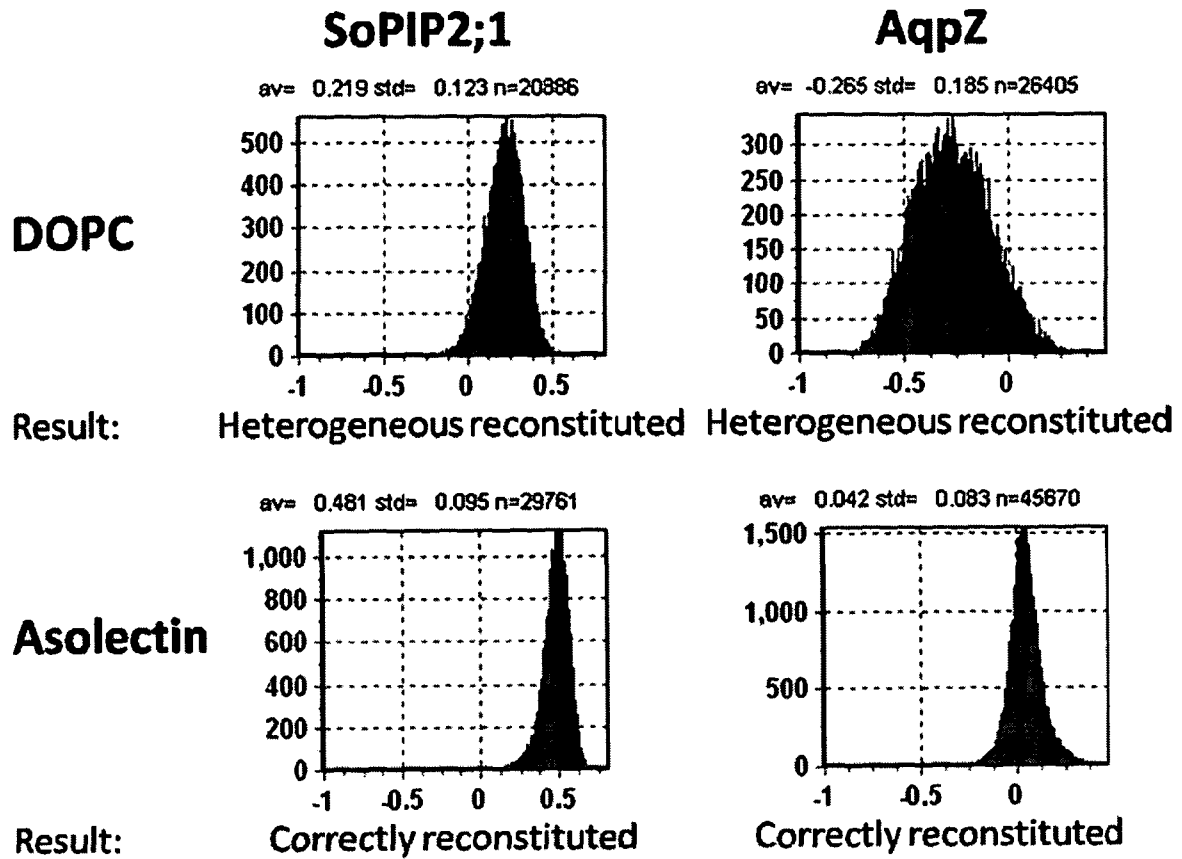 SoPIP2;1 AqpZ
av= 0.219 std= 0.123 n=20886 av= -0.265 std= 0.185 n=26405
DOPC
500
400
300
200
100
0
-1 -0.5 0 0.5
300
250
200
150
100
50
0
-1 -0.5 0
Result: Heterogeneous reconstituted Heterogeneous reconstituted
av= 0.481 std= 0.095 n=29761 av= 0.042 std= 0.083 n=45670
Asolectin
1,000
800
600
400
200
0
-1 -0.5 0 0.5
1,500
1,000
500
0
-1 -0.5 0
Result: Correctly reconstituted Correctly reconstituted